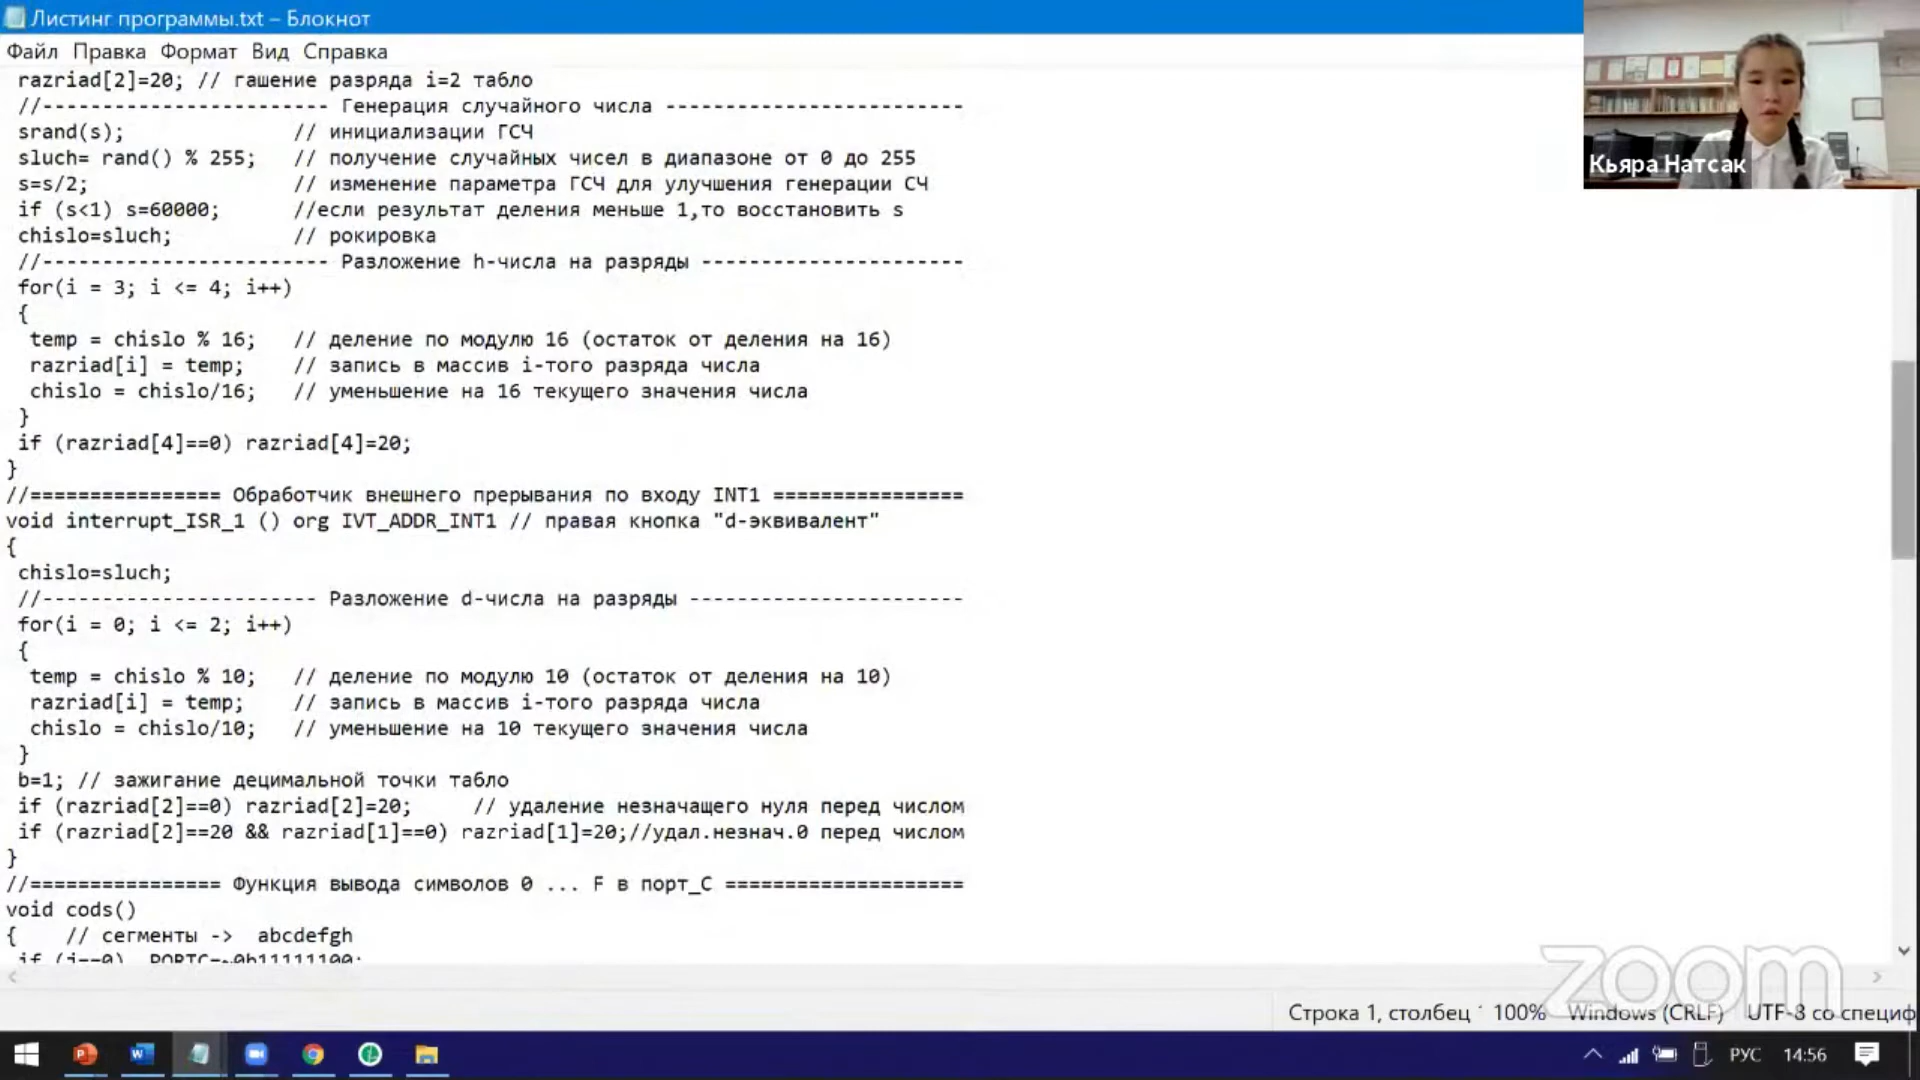 Листинг программы.txt – Блокнот
Файл Правка Формат Вид Справка
razriad[2]=20; // гашение разряда i=2 табло
//------------------------ Генерация случайного числа -------------------------
srand(s); // инициализации ГСЧ
sluch= rand() % 255; // получение случайных чисел в диапазоне от 0 до 255
s=s/2; // изменение параметра ГСЧ для улучшения генерации СЧ
if (s<1) s=60000; //если результат деления меньше 1,то восстановить s
chislo=sluch; // рокировка
//------------------------ Разложение h-числа на разряды ----------------------
for(i = 3; i <= 4; i++)
{
temp = chislo % 16; // деление по модулю 16 (остаток от деления на 16)
razriad[i] = temp; // запись в массив i-того разряда числа
chislo = chislo/16; // уменьшение на 16 текущего значения числа
}
if (razriad[4]==0) razriad[4]=20;
}
//================ Обработчик внешнего прерывания по входу INT1 ================
void interrupt_ISR_1 () org IVT_ADDR_INT1 // правая кнопка "d-эквивалент"
{
chislo=sluch;
//----------------------- Разложение d-числа на разряды -----------------------
for(i = 0; i <= 2; i++)
{
temp = chislo % 10; // деление по модулю 10 (остаток от деления на 10)
razriad[i] = temp; // запись в массив i-того разряда числа
chislo = chislo/10; // уменьшение на 10 текущего значения числа
}
b=1; // зажигание децимальной точки табло
if (razriad[2]==0) razriad[2]=20; // удаление незначащего нуля перед числом
if (razriad[2]==20 && razriad[1]==0) razriad[1]=20;//удал.незнач.0 перед числом
}
//================ Функция вывода символов 0 ... F в порт_C ====================
void cods()
{ // сегменты -> abcdefgh
if (j==0) PORTC=~0b11111100;
Кьяра Натсак
zoom
Строка 1, столбец 100% Windows (CRLF) UTF-8 со специф
РУС 14:56